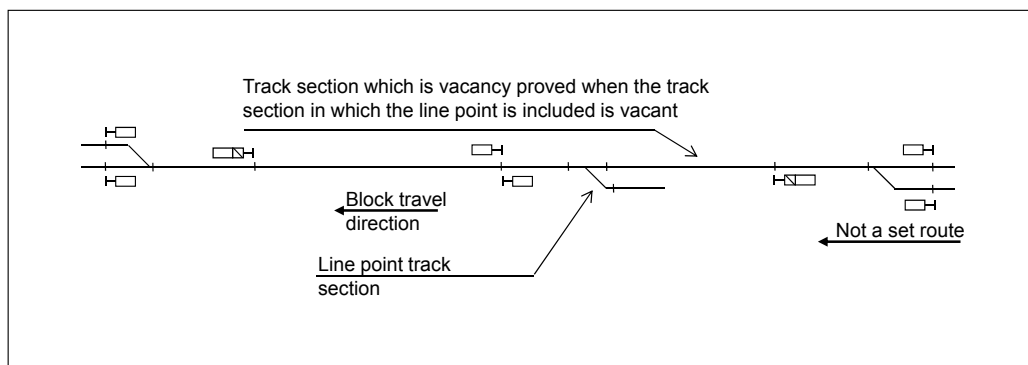 Track section which is vacancy proved when the track
section in which the line point is included is vacant
Block travel
direction
Not a set route
Line point track
section